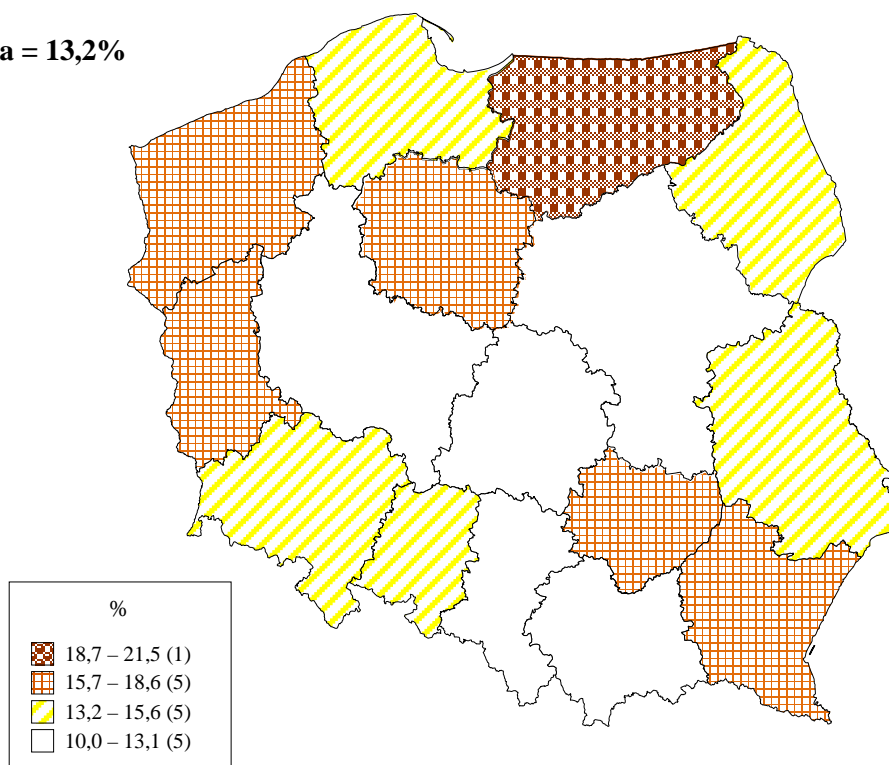 a = 13,2%
%
18,7 – 21,5 (1)
15,7 – 18,6 (5)
13,2 – 15,6 (5)
10,0 – 13,1 (5)